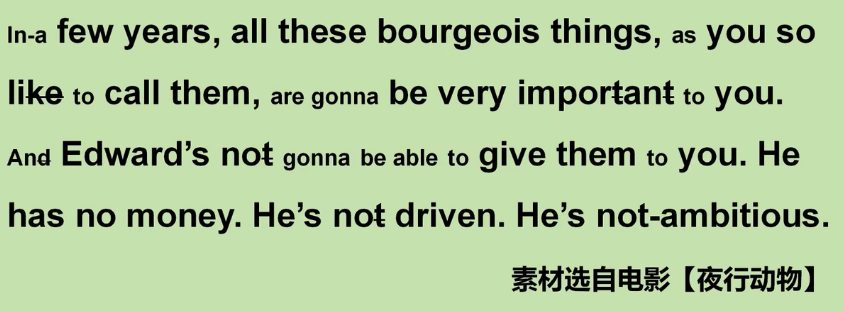 In-a few years, all these bourgeois things, as you so
like to call them, are gonna be very important to you.
And Edward’s not gonna be able to give them to you. He
has no money. He’s not driven. He’s not-ambitious.
素材选自电影【夜行动物】